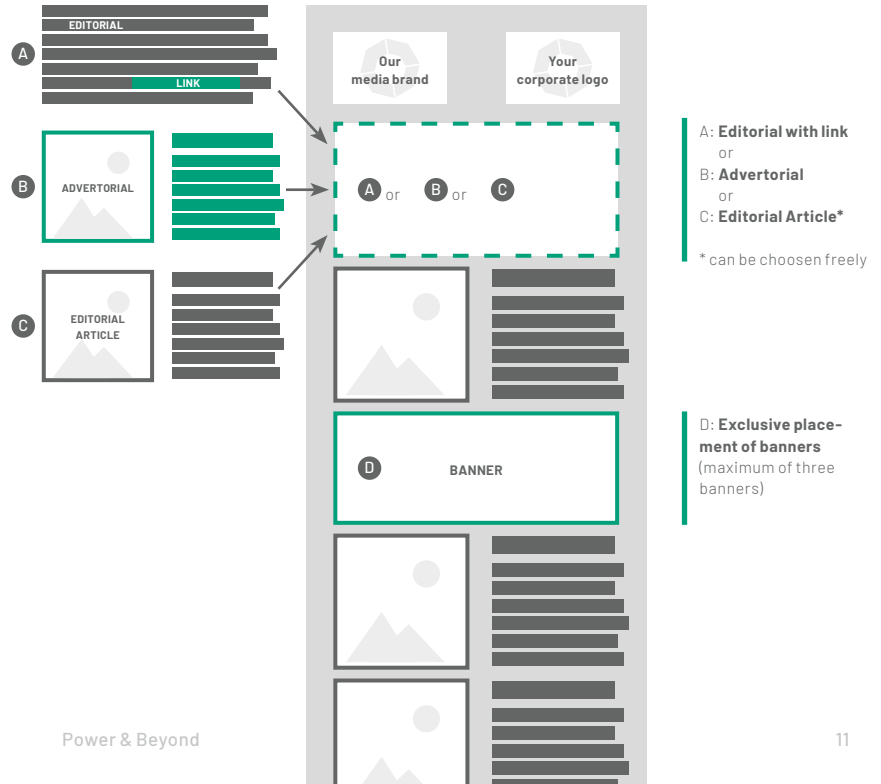 A
EDITORIAL
LINK
B
ADVERTORIAL
C
EDITORIAL
ARTICLE
Our
media brand
Your
corporate logo
A or B or C
D
BANNER
A: Editorial with link
or
B: Advertorial
or
C: Editorial Article*
* can be choosen freely
D: Exclusive place-
ment of banners
(maximum of three
banners)
Power & Beyond
11